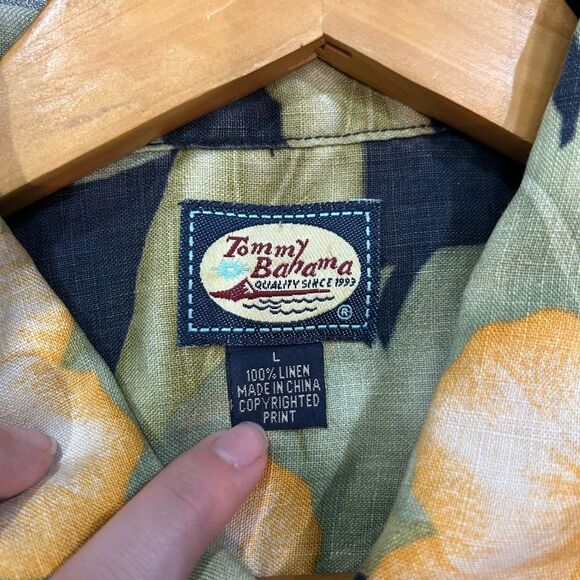 Tommy
Bahama
QUALITY SINCE 1993
®
L
100% LINEN
MADE IN CHINA
COPYRIGHTED
PRINT